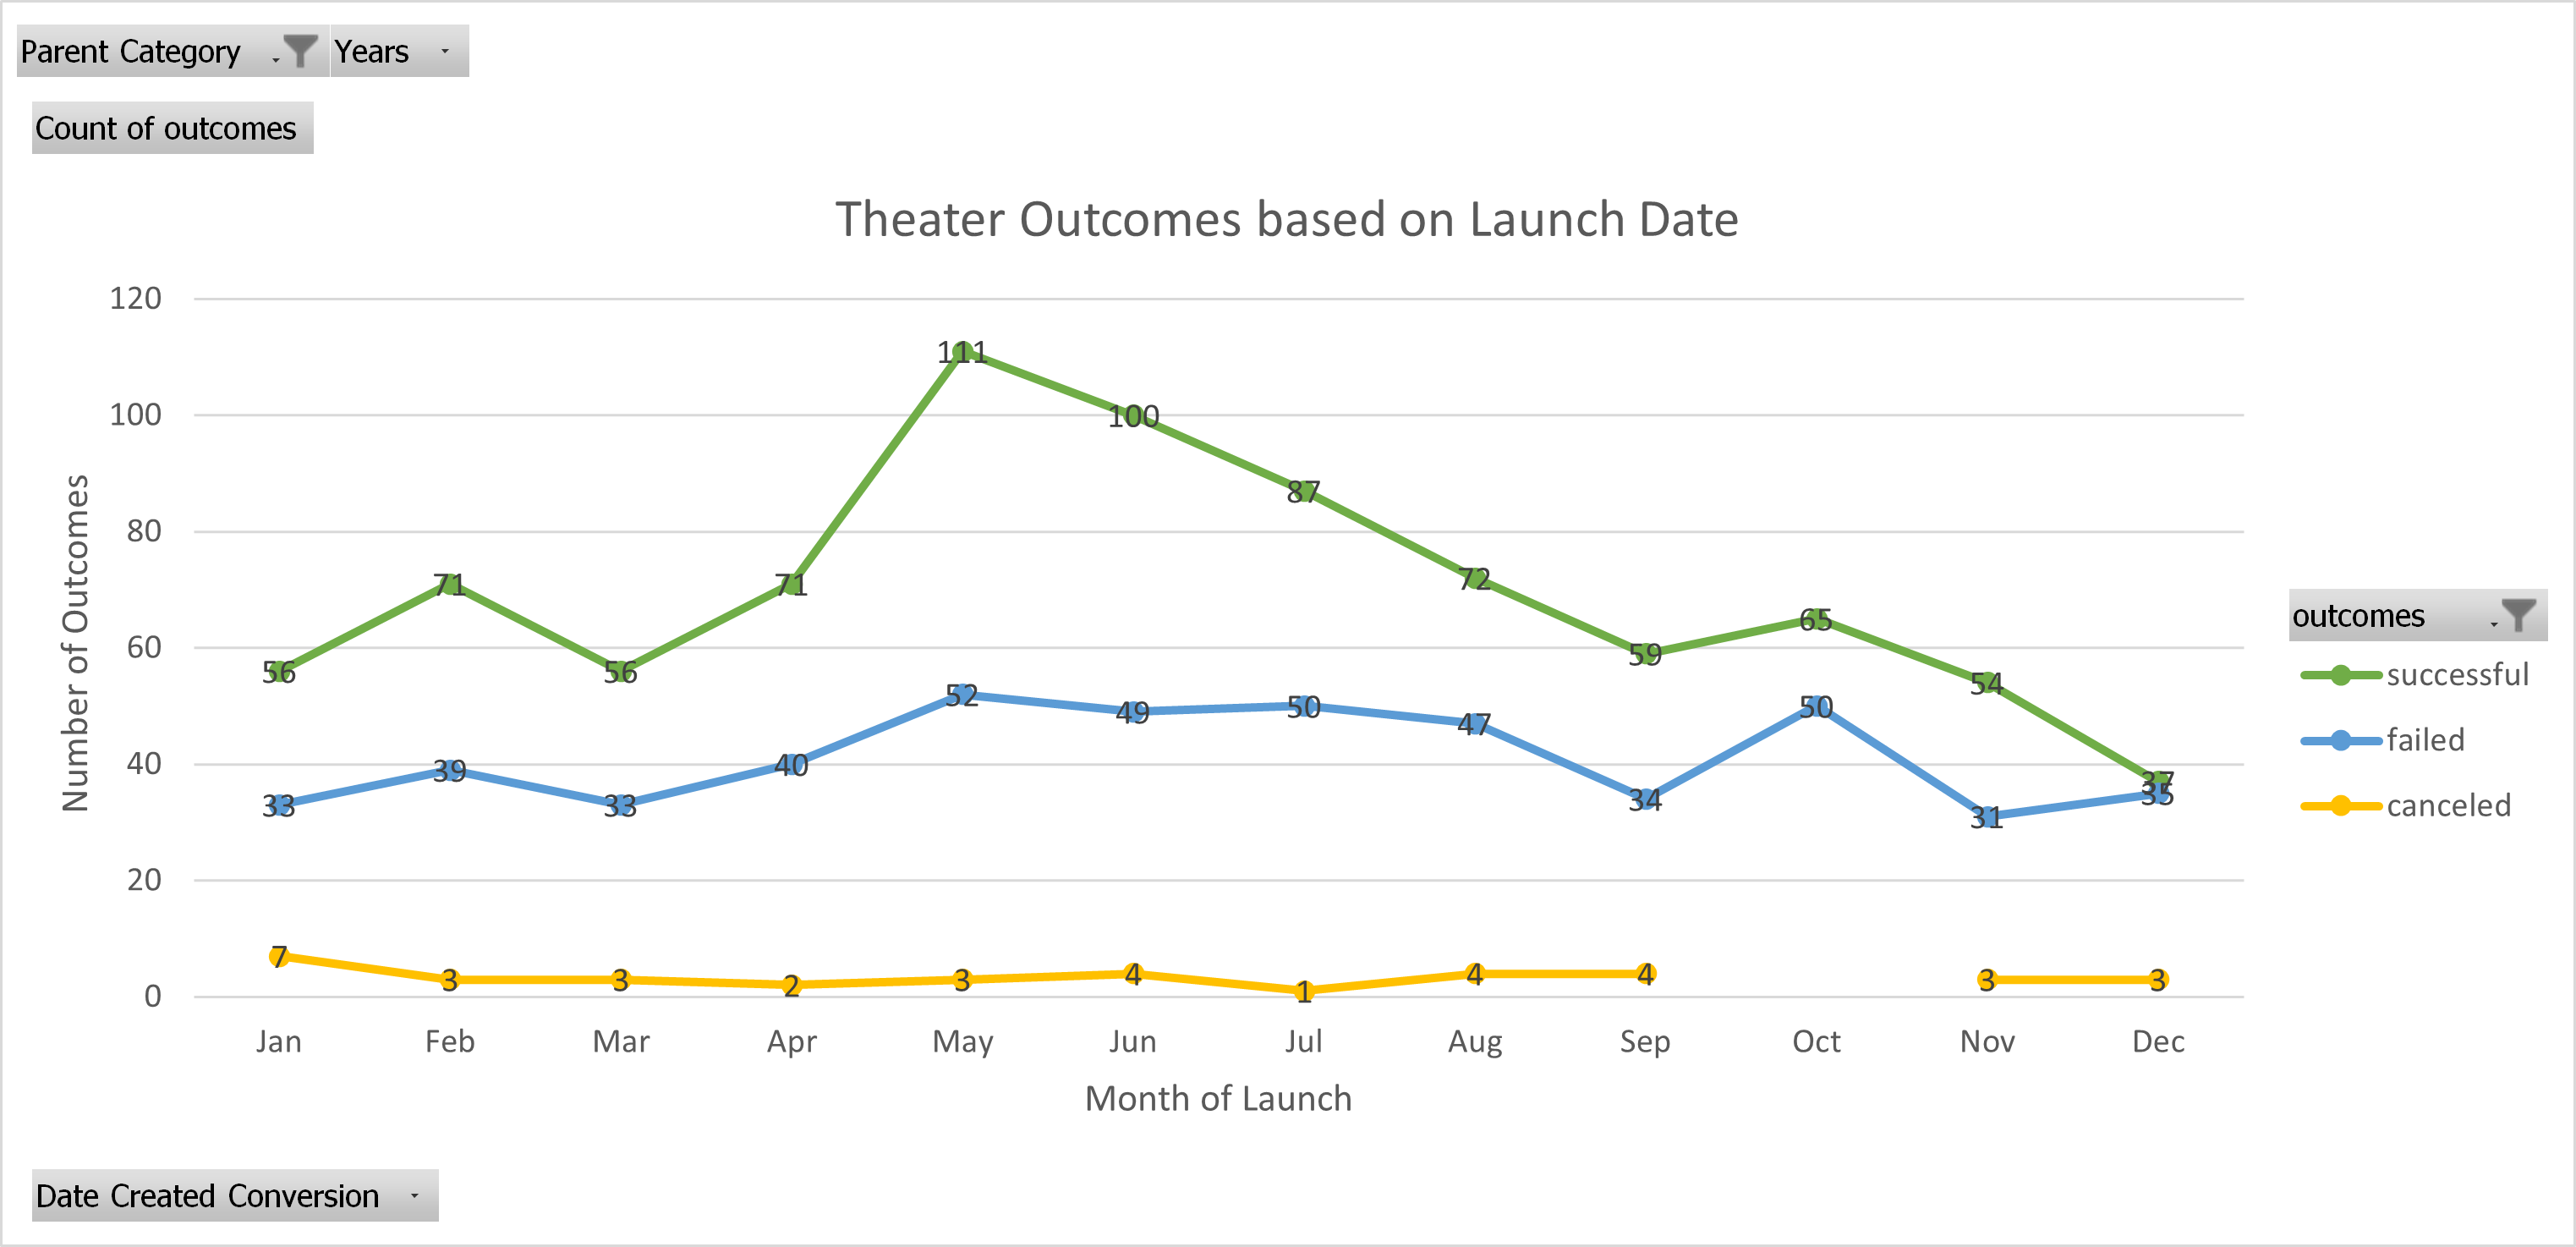 Parent Category Years
Count of outcomes
Theater Outcomes based on Launch Date
120
100
80
60
40
20
0
Number of Outcomes
56 71 56 71 111 100 87 72 59 65 54 37
33 39 33 40 52 49 50 47 34 50 31 35
7 3 3 2 3 4 1 4 4 3 3
Jan Feb Mar Apr May Jun Jul Aug Sep Oct Nov Dec
Month of Launch
outcomes
successful
failed
canceled
Date Created Conversion